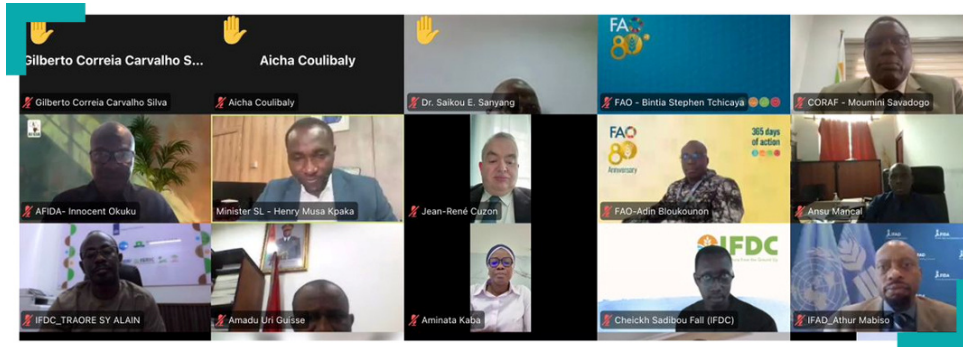 Gilberto Correia Carvalho S...
Gilberto Correia Carvalho Silva
Aicha Coulibaly
Aicha Coulibaly
Dr. Saikou E. Sanyang
FAO
80
FAO - Bintia Stephen Tchicaya
CORAF - Moumini Savadogo
AFIDA- Innocent Okuku
Minister SL - Henry Musa Kpaka
Jean-René Cuzon
FAO
80
Anniversary
365 days
of action
FAO-Adin Bloukounon
Ansu Mancal
IFDC_TRAORE SY ALAIN
Amadu Uri Guisse
Aminata Kaba
IFDC
Cheickh Sadibou Fall (IFDC)
IFAD_Athur Mabiso